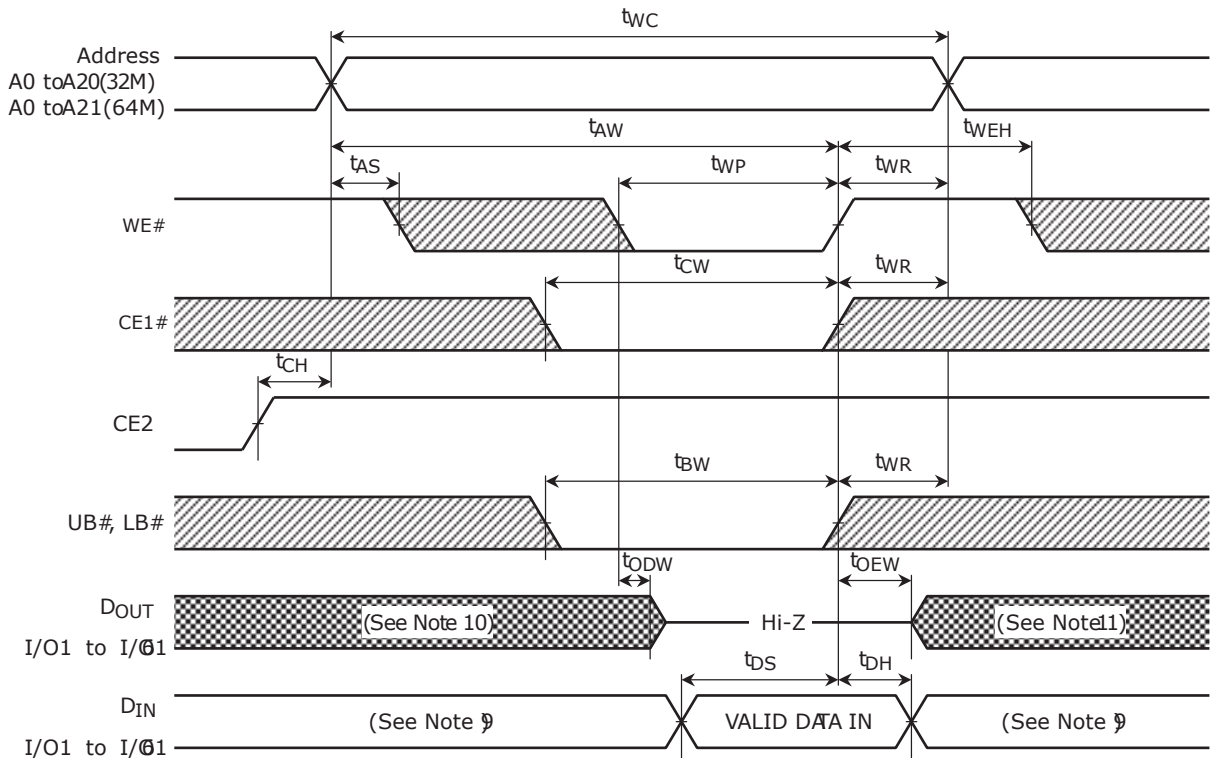 tWC
Address
A0 toA20(32M)
A0 toA21(64M)
tAW
tWEH
tAS
tWP
tWR
WE#
tCW
tWR
CE1#
tCH
CE2
tBW
tWR
UB#, LB#
tODW
tOEW
DOUT
(See Note 10)
Hi-Z
(See Note11)
I/O1 to I/O61
tDS
tDH
DIN
(See Note )9
VALID DATA IN
(See Note )9
I/O1 to I/O61